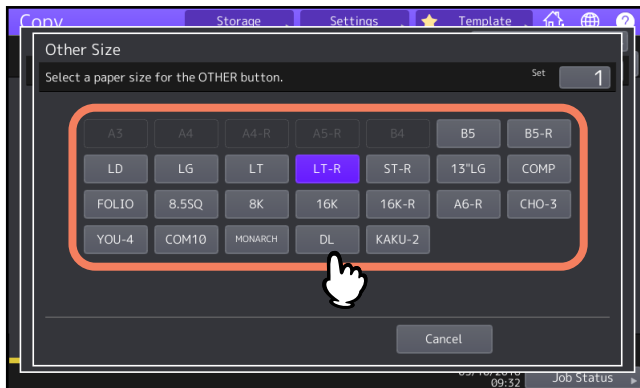 Copy Storage Settings Template ?
Other Size
Select a paper size for the OTHER button. Set 1
A3 A4 A4-R A5-R B4 B5 B5-R
LD LG LT LT-R ST-R 13"LG COMP
FOLIO 8.5SQ 8K 16K 16K-R A6-R CHO-3
YOU-4 COM10 MONARCH DL KAKU-2
Cancel
09:32 Job Status